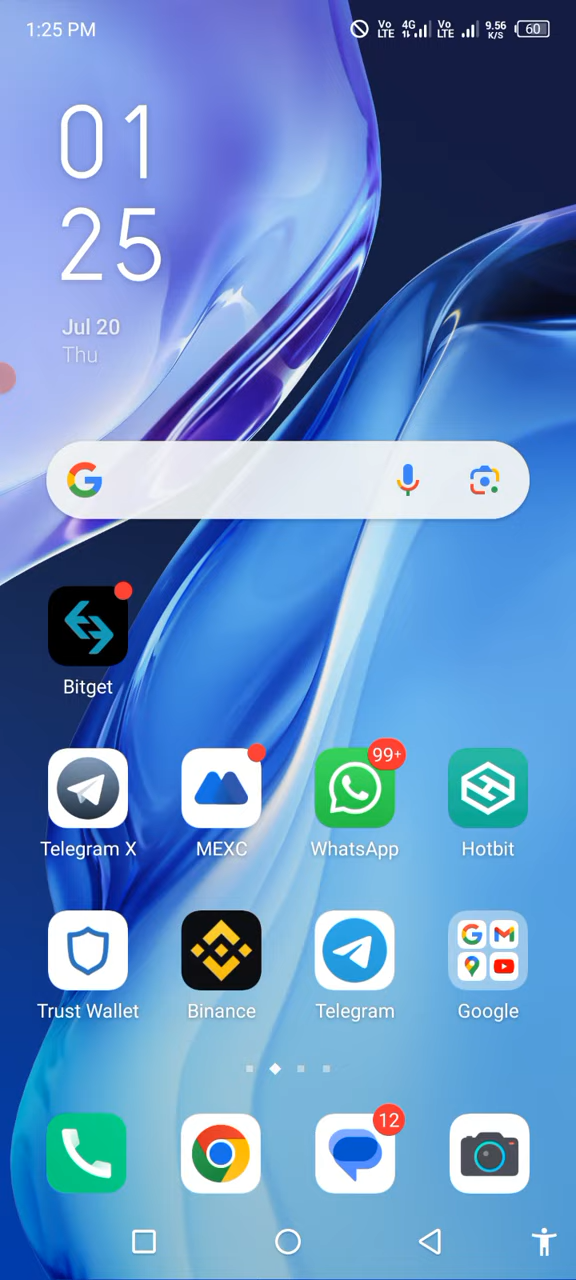 1:25 PM Vo LTE 4G Vo LTE 9.56 K/S 60
01
25
Jul 20
Thu
Bitget
99+
Telegram X MEXC WhatsApp Hotbit
Trust Wallet Binance Telegram Google
12